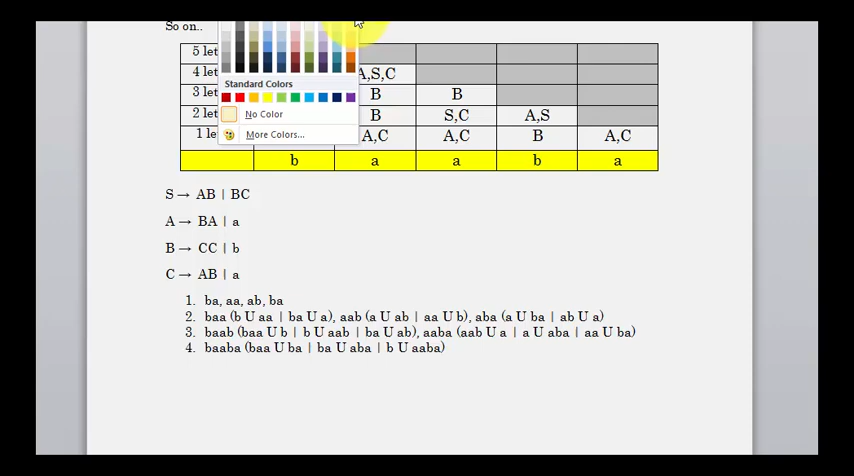 So on..
5 let
4 let A,S,C
3 let B B
2 let B S,C A,S
1 let A,C A,C B A,C
b a a b a
Standard Colors
No Color
More Colors...
S → AB | BC
A → BA | a
B → CC | b
C → AB | a
1. ba, aa, ab, ba
2. baa (b U aa | ba U a), aab (a U ab | aa U b), aba (a U ba | ab U a)
3. baab (baa U b | b U aab | ba U ab), aaba (aab U a | a U aba | aa U ba)
4. baaba (baa U ba | ba U aba | b U aaba)